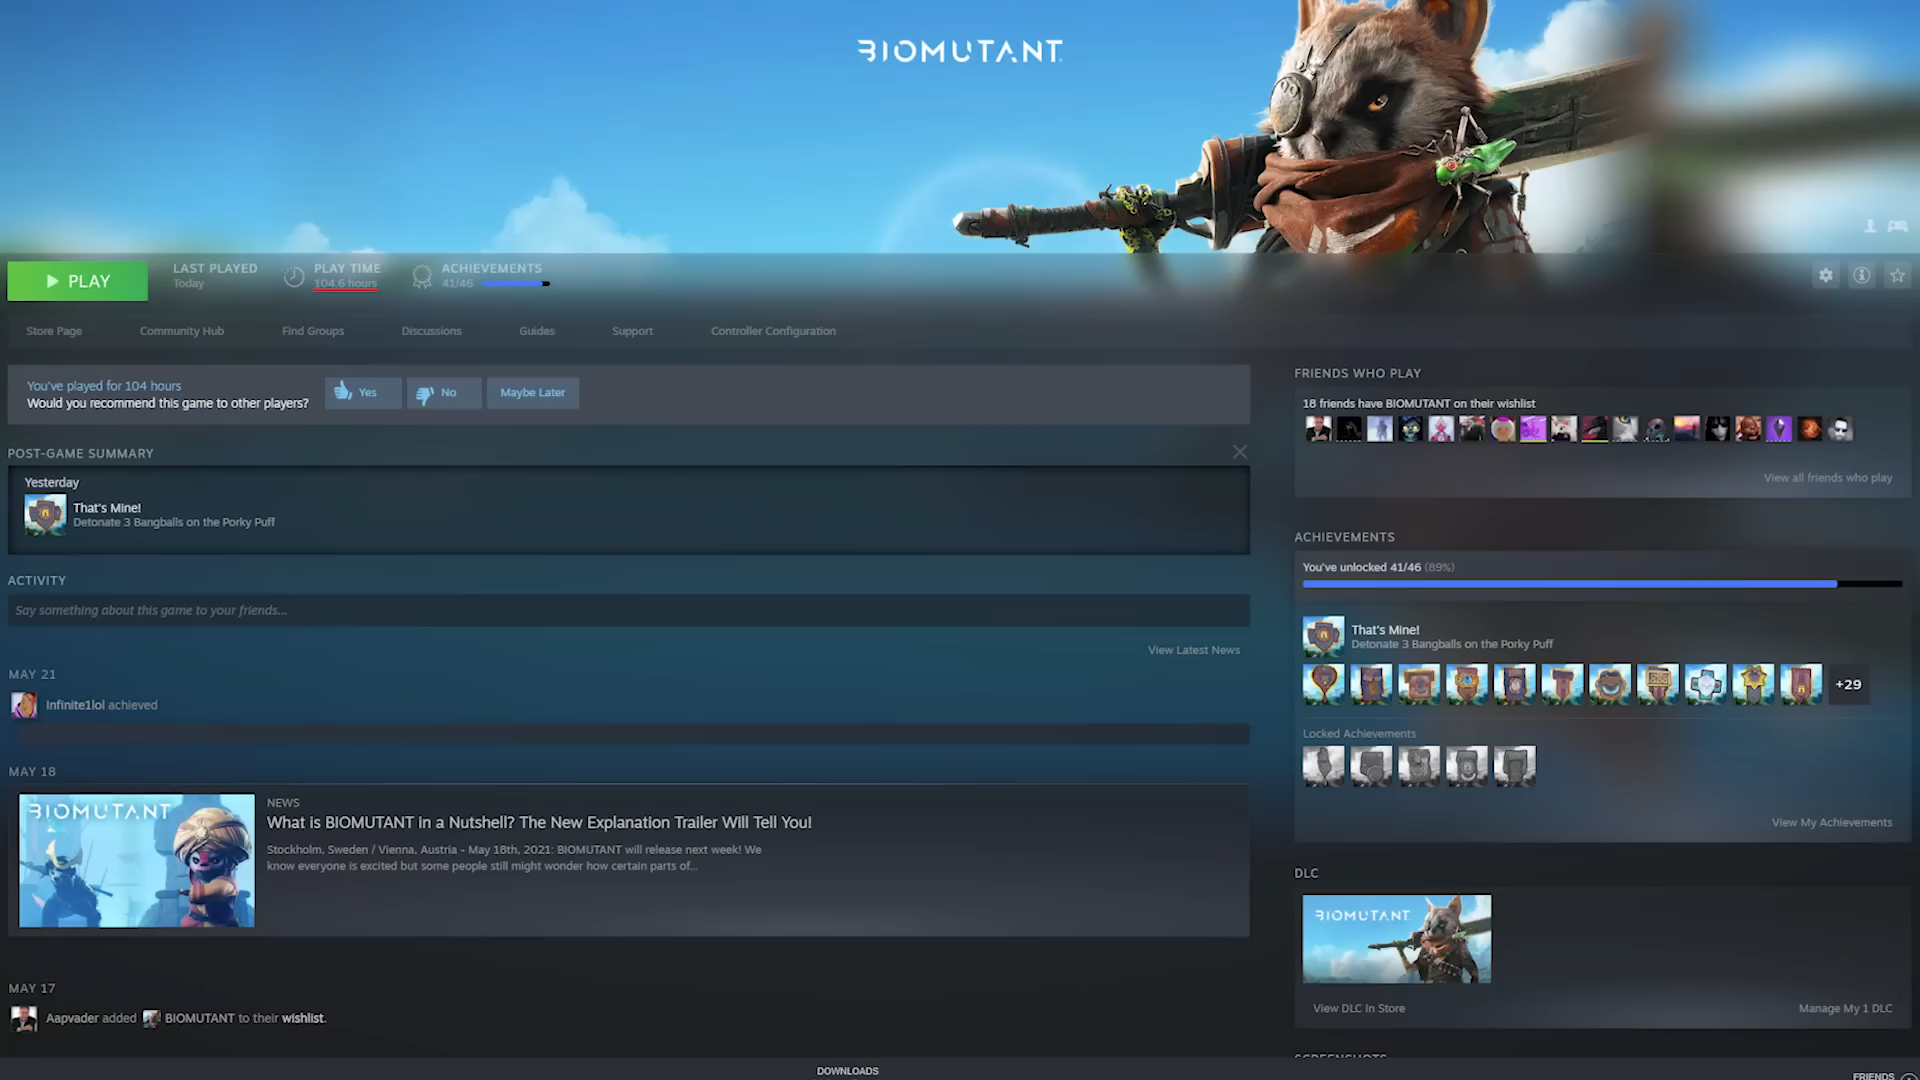 BIOMUTANT
PLAY
LAST PLAYED
Today
PLAY TIME
104.6 hours
ACHIEVEMENTS
41/46
Store Page
Community Hub
Find Groups
Discussions
Guides
Support
Controller Configuration
You've played for 104 hours
Would you recommend this game to other players?
Yes
No
Maybe Later
POST-GAME SUMMARY
Yesterday
That's Mine!
Detonate 3 Bangballs on the Porky Puff
ACTIVITY
Say something about this game to your friends...
View Latest News
MAY 21
Infinite1lol achieved
MAY 18
BIOMUTANT
NEWS
What is BIOMUTANT in a Nutshell? The New Explanation Trailer Will Tell You!
Stockholm, Sweden / Vienna, Austria - May 18th, 2021: BIOMUTANT will release next week! We
know everyone is excited but some people still might wonder how certain parts of...
MAY 17
Aapvader added BIOMUTANT to their wishlist.
FRIENDS WHO PLAY
18 friends have BIOMUTANT on their wishlist
View all friends who play
ACHIEVEMENTS
You've unlocked 41/46 (89%)
That's Mine!
Detonate 3 Bangballs on the Porky Puff
+29
Locked Achievements
View My Achievements
DLC
BIOMUTANT
View DLC In Store
Manage My 1 DLC
SCREENSHOTS
DOWNLOADS
FRIENDS